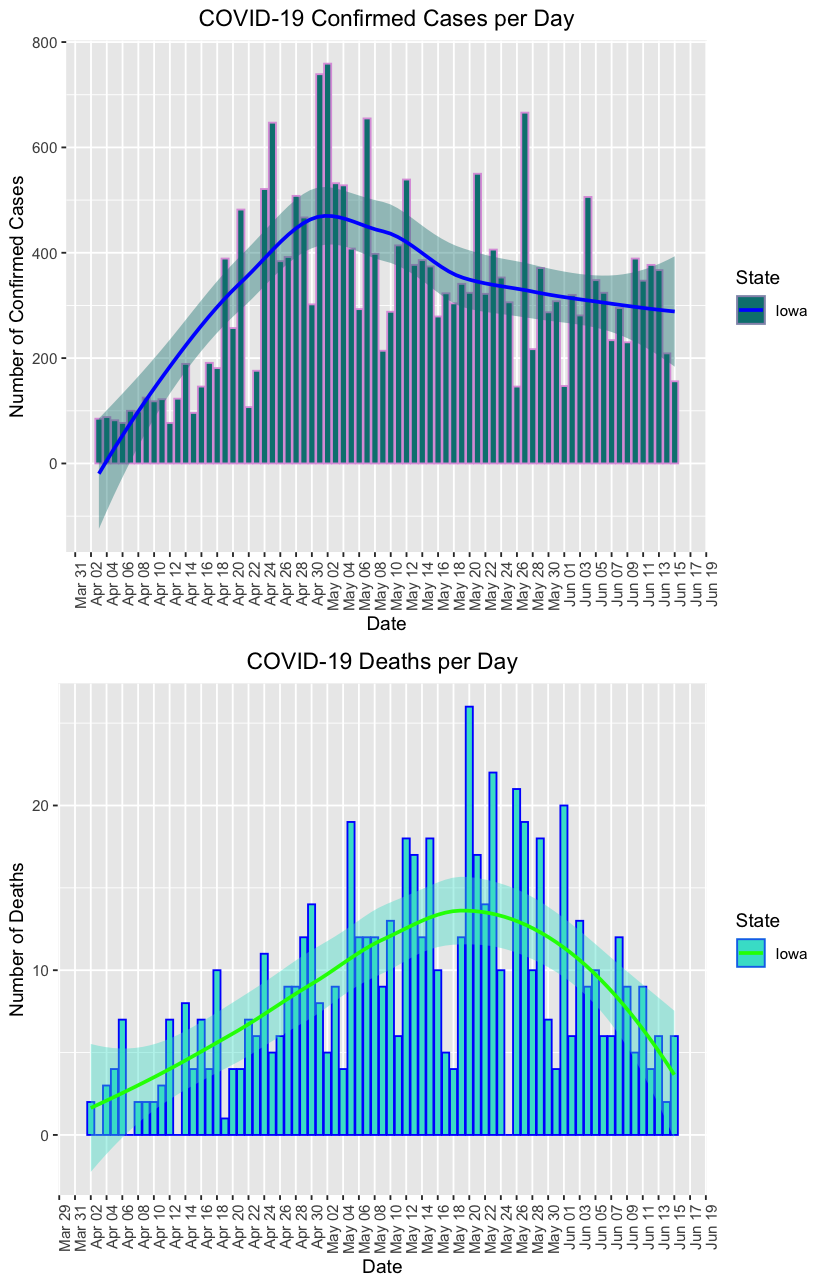 COVID-19 Confirmed Cases per Day
800
600
400
200
0
Number of Confirmed Cases
Mar 31
Apr 02
Apr 04
Apr 06
Apr 08
Apr 10
Apr 12
Apr 14
Apr 16
Apr 18
Apr 20
Apr 22
Apr 24
Apr 26
Apr 28
Apr 30
May 02
May 04
May 06
May 08
May 10
May 12
May 14
May 16
May 18
May 20
May 22
May 24
May 26
May 28
May 30
Jun 01
Jun 03
Jun 05
Jun 07
Jun 09
Jun 11
Jun 13
Jun 15
Jun 17
Jun 19
Date
State
Iowa
COVID-19 Deaths per Day
20
10
0
Number of Deaths
Mar 29
Mar 31
Apr 02
Apr 04
Apr 06
Apr 08
Apr 10
Apr 12
Apr 14
Apr 16
Apr 18
Apr 20
Apr 22
Apr 24
Apr 26
Apr 28
Apr 30
May 02
May 04
May 06
May 08
May 10
May 12
May 14
May 16
May 18
May 20
May 22
May 24
May 26
May 28
May 30
Jun 01
Jun 03
Jun 05
Jun 07
Jun 09
Jun 11
Jun 13
Jun 15
Jun 17
Jun 19
Date
State
Iowa